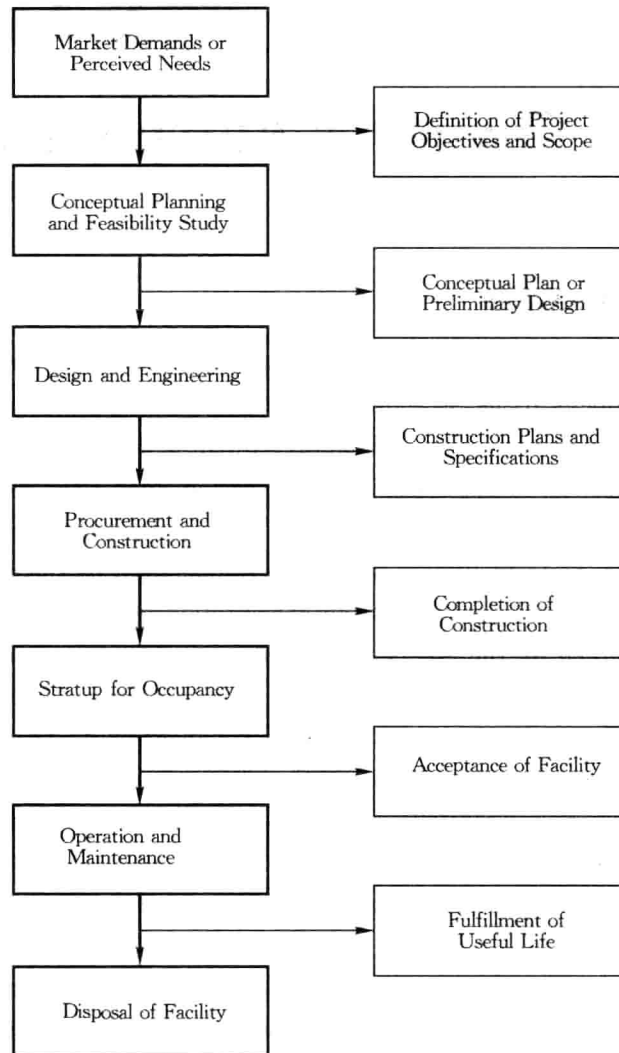 Market Demands or
Perceived Needs
Definition of Project
Objectives and Scope
Conceptual Planning
and Feasibility Study
Conceptual Plan or
Preliminary Design
Design and Engineering
Construction Plans and
Specifications
Procurement and
Construction
Completion of
Construction
Stratup for Occupancy
Acceptance of Facility
Operation and
Maintenance
Fulfillment of
Useful Life
Disposal of Facility